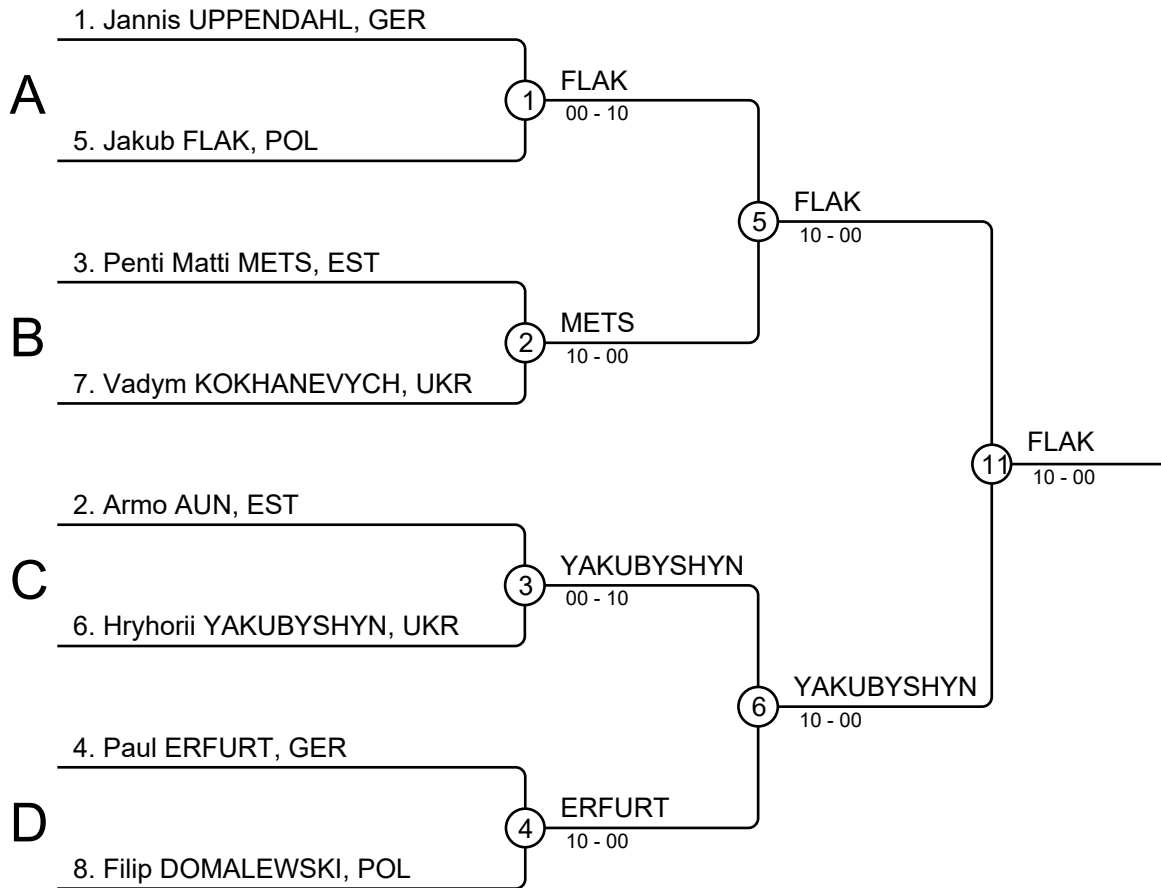 1. Jannis UPPENDAHL, GER
A
1
FLAK
00 - 10
5. Jakub FLAK, POL
5
FLAK
10 - 00
3. Penti Matti METS, EST
B
2
METS
10 - 00
7. Vadym KOKHANEVYCH, UKR
11
FLAK
10 - 00
2. Armo AUN, EST
C
3
YAKUBYSHYN
00 - 10
6. Hryhorii YAKUBYSHYN, UKR
6
YAKUBYSHYN
10 - 00
4. Paul ERFURT, GER
D
4
ERFURT
10 - 00
8. Filip DOMALEWSKI, POL